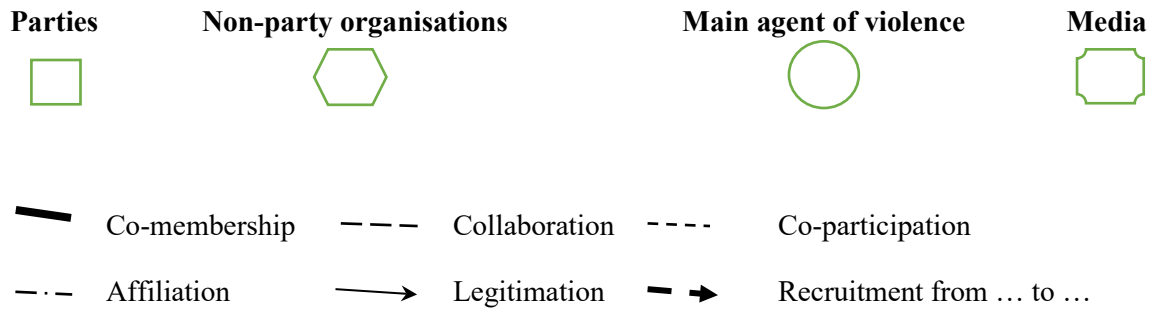 Parties Non-party organisations Main agent of violence Media
Co-membership Collaboration Co-participation
Affiliation Legitimation Recruitment from … to …